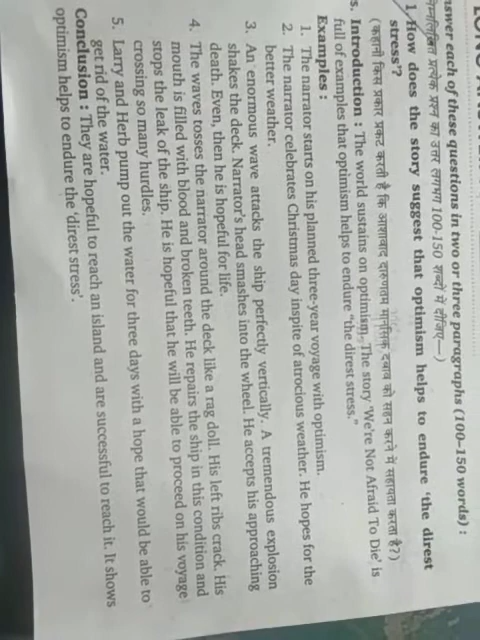 LONG
nswer each of these questions in two or three paragraphs (100–150 words) :
निम्नलिखित प्रत्येक प्रश्न का उत्तर लगभग 100-150 शब्दों में दीजिए—)
1. How does the story suggest that optimism helps to endure 'the direst
stress'?
(कहानी किस प्रकार प्रकट करती है कि आशावाद दारुणतम मानसिक दबाव को सहन करने में सहायता करता है?)
s. Introduction : The world sustains on optimism. The story 'We're Not Afraid To Die' is
full of examples that optimism helps to endure "the direst stress."
Examples :
1. The narrator starts on his planned three-year voyage with optimism.
2. The narrator celebrates Christmas day inspite of atrocious weather. He hopes for the
better weather.
3. An enormous wave attacks the ship perfectly vertically. A tremendous explosion
shakes the deck. Narrator's head smashes into the wheel. He accepts his approaching
death. Even, then he is hopeful for life.
4. The waves tosses the narrator around the deck like a rag doll. His left ribs crack. His
mouth is filled with blood and broken teeth. He repairs the ship in this condition and
stops the leak of the ship. He is hopeful that he will be able to proceed on his voyage
crossing so many hurdles.
5. Larry and Herb pump out the water for three days with a hope that would be able to
get rid of the water.
Conclusion : They are hopeful to reach an island and are successful to reach it. It shows
optimism helps to endure the 'direst stress'.